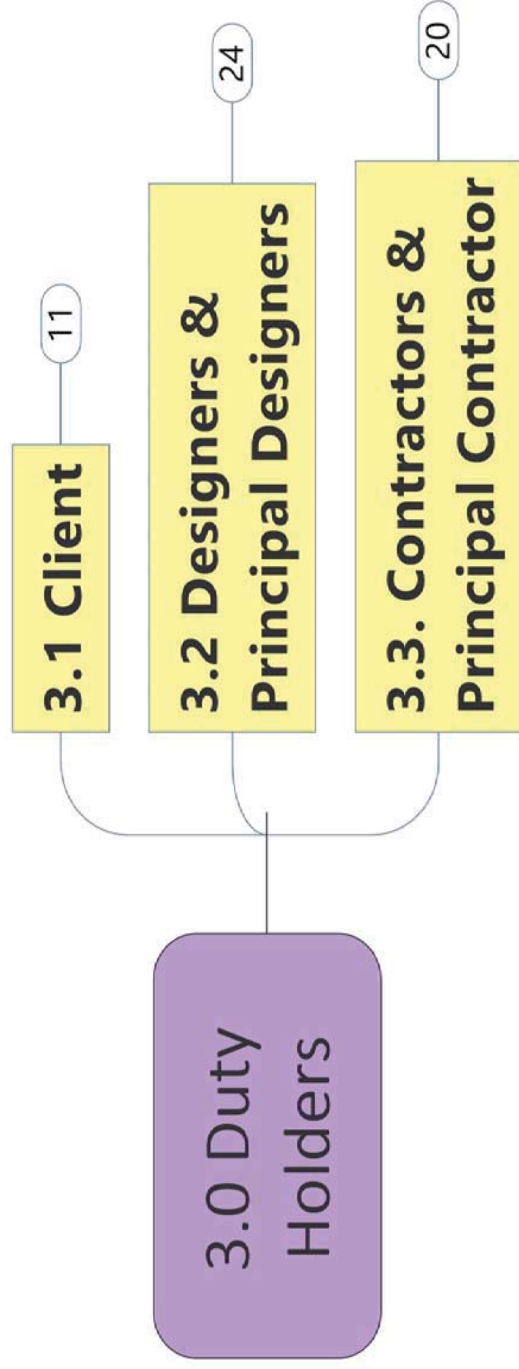 3.0 Duty
Holders
3.1 Client
11
3.2 Designers &
Principal Designers
24
3.3. Contractors &
Principal Contractor
20